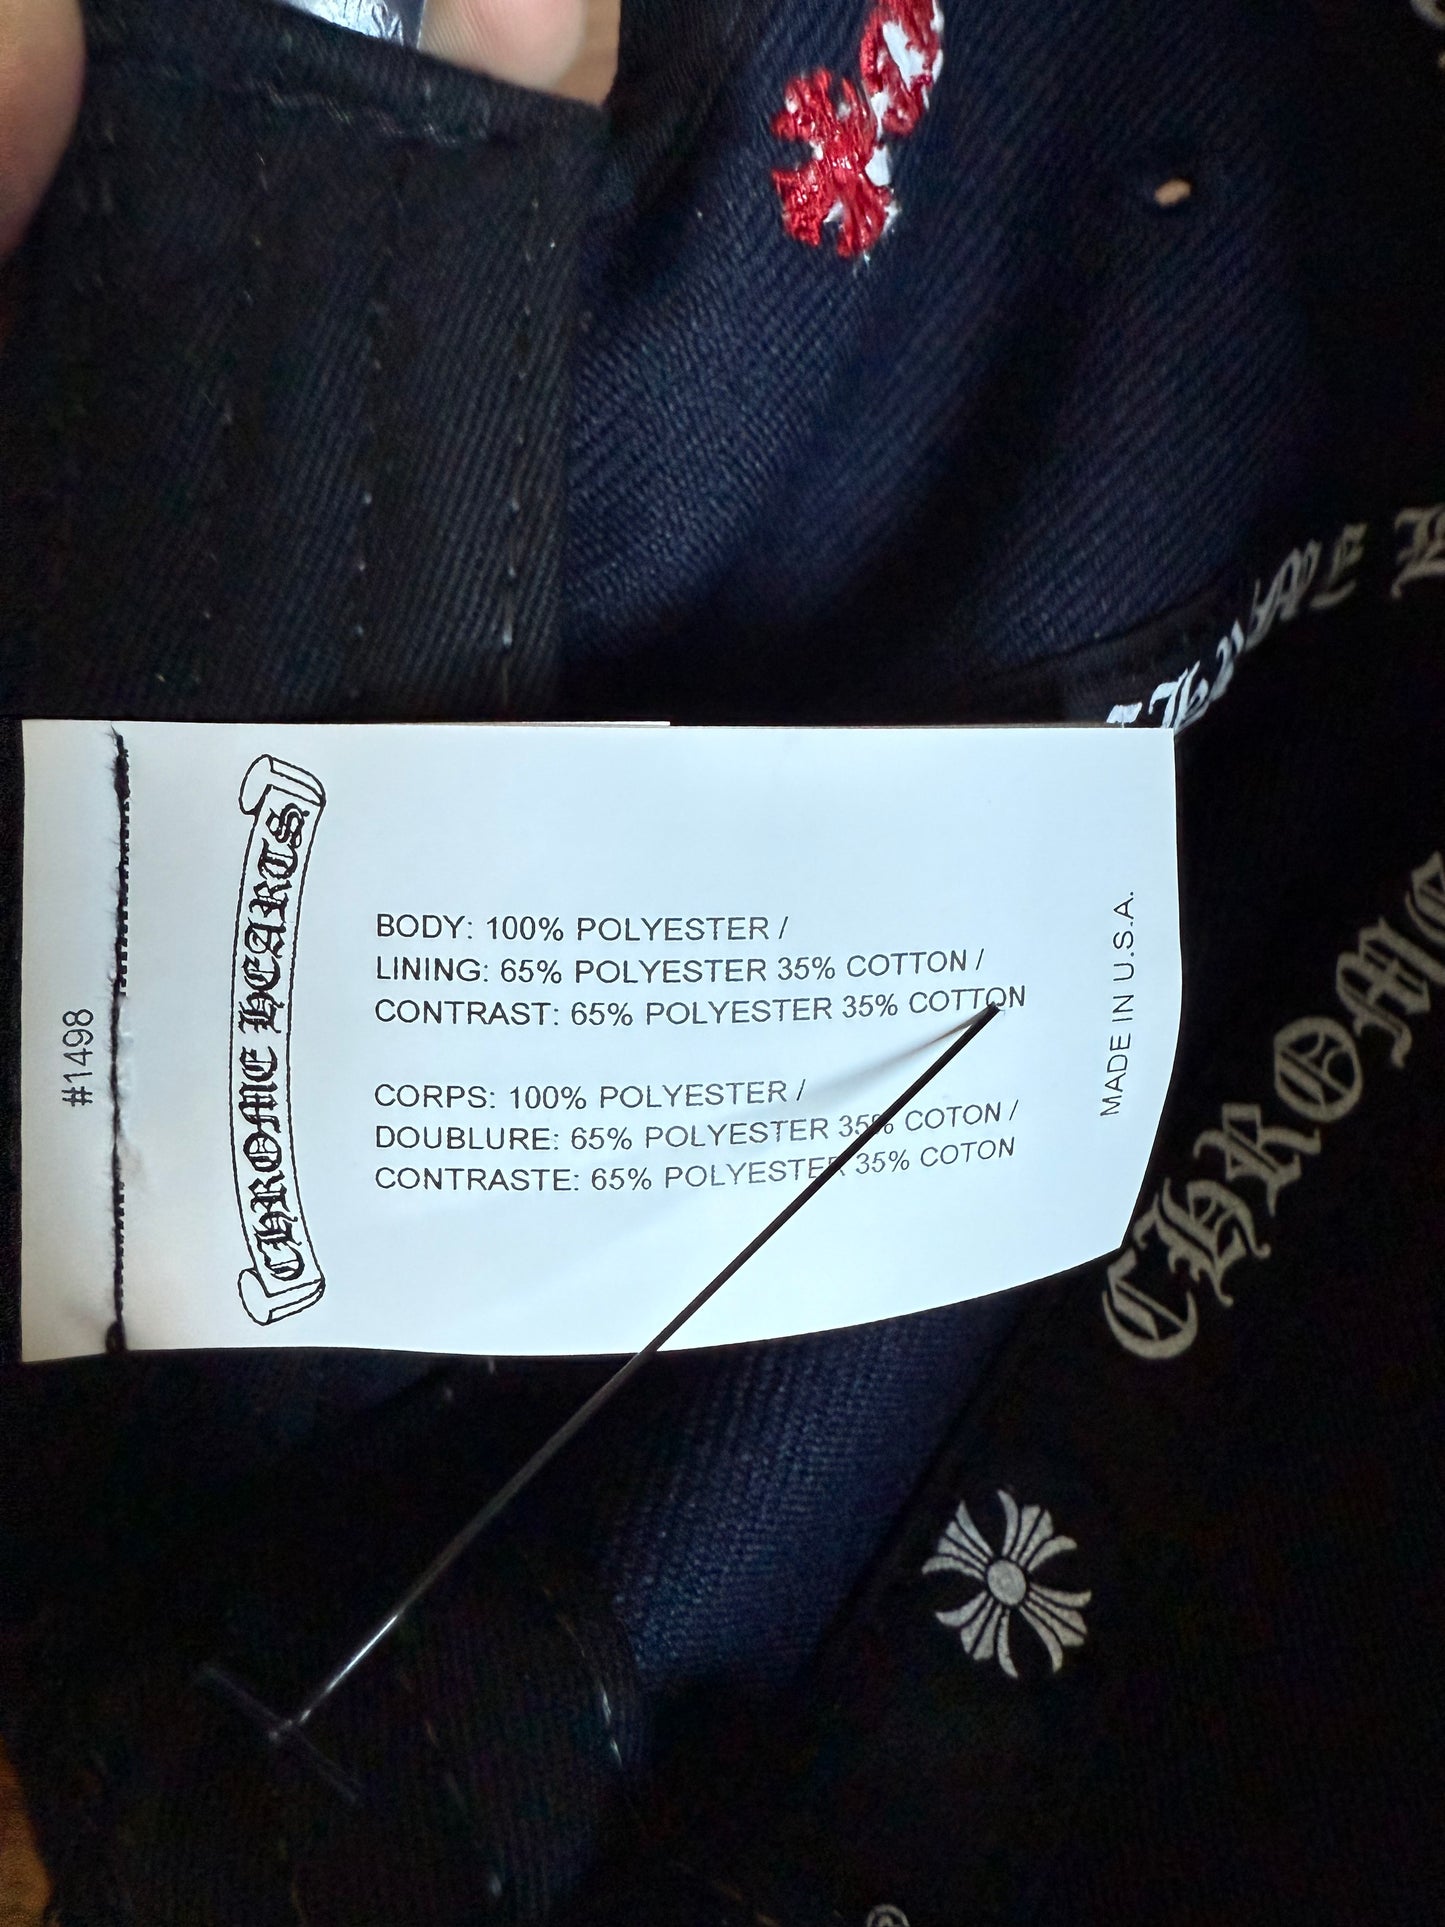 #1498
CHROME HEARTS
BODY: 100% POLYESTER /
LINING: 65% POLYESTER 35% COTTON /
CONTRAST: 65% POLYESTER 35% COTTON
CORPS: 100% POLYESTER /
DOUBLURE: 65% POLYESTER 35% COTON /
CONTRASTE: 65% POLYESTER 35% COTON
MADE IN U.S.A.
CHROME